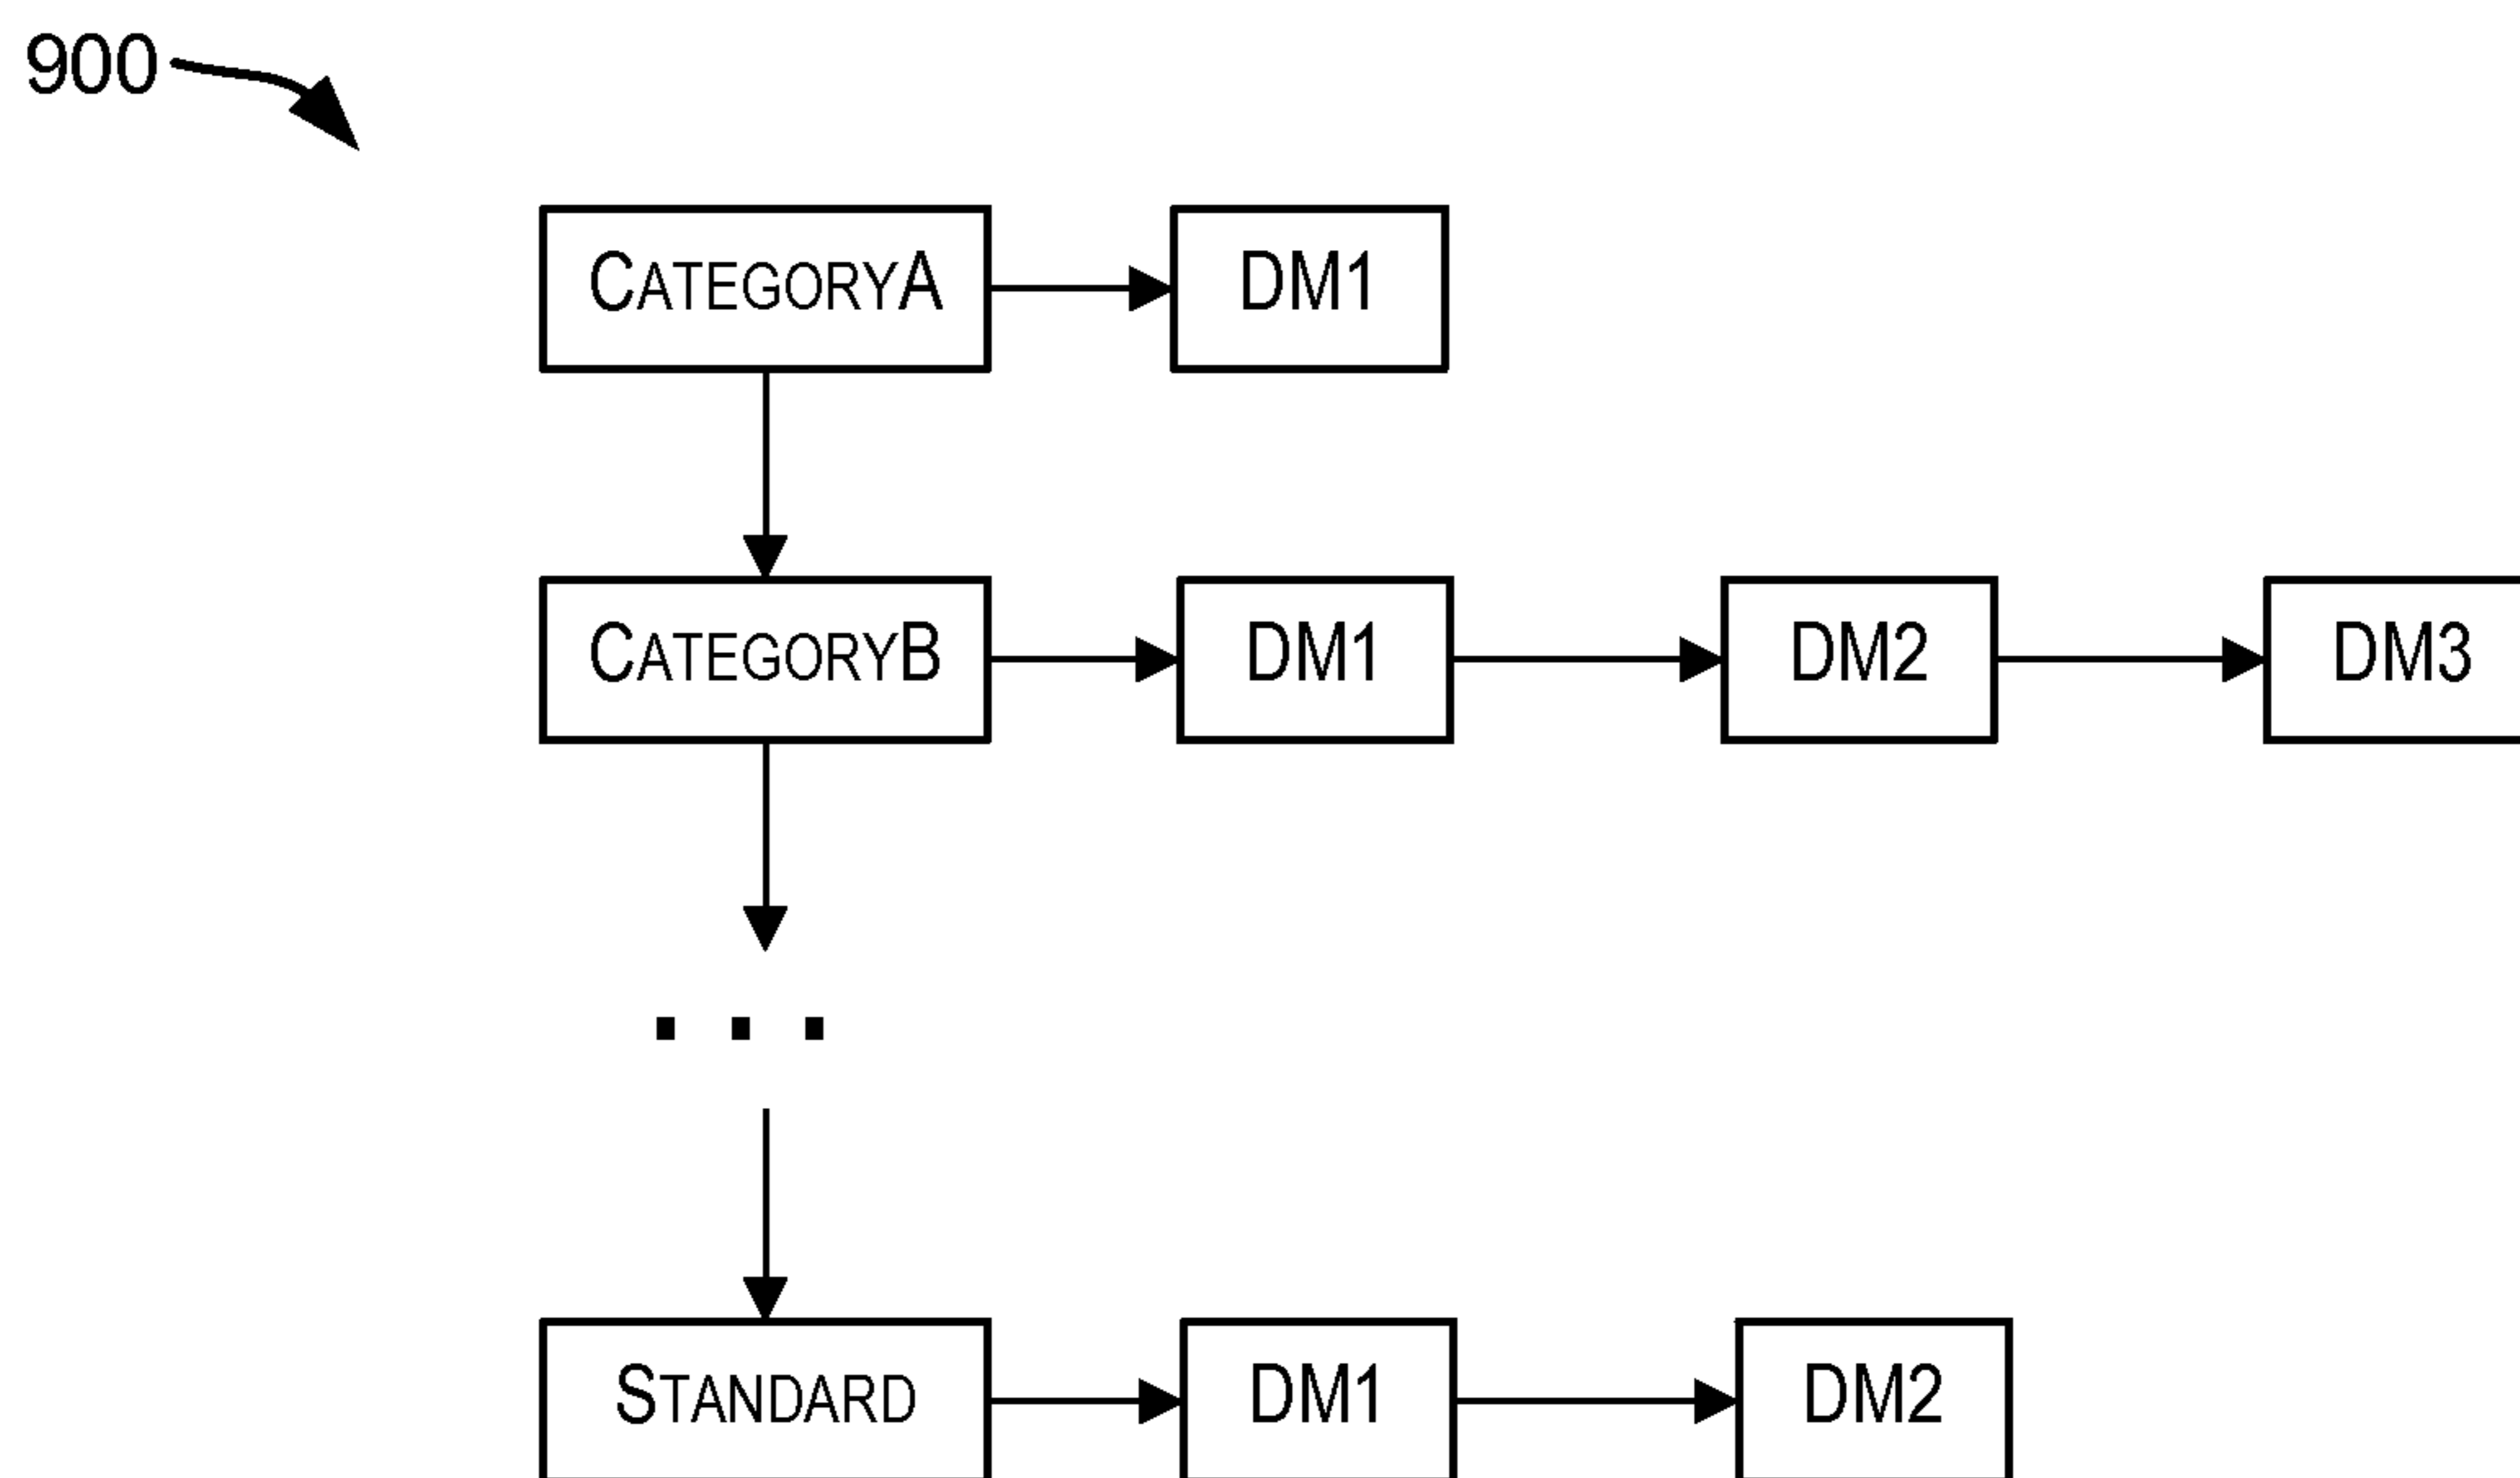 900
CATEGORYA DM1
CATEGORYB DM1 DM2 DM3
. . .
STANDARD DM1 DM2